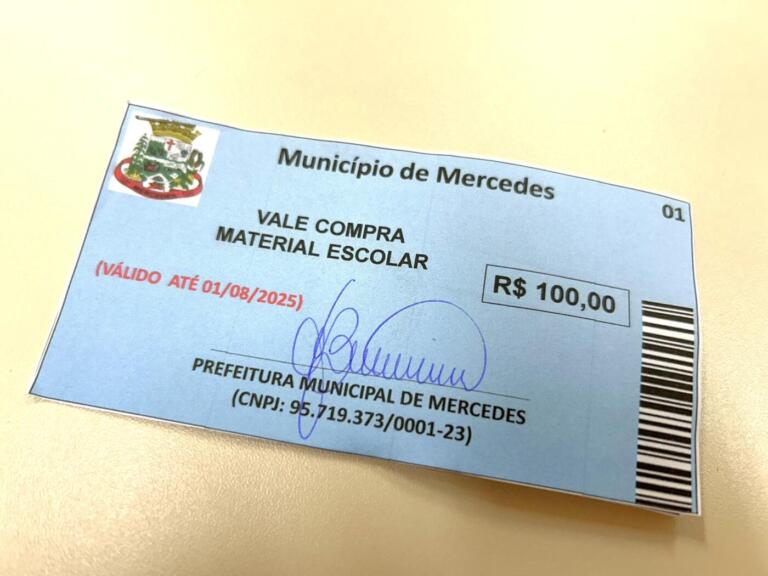 Município de Mercedes
01
VALE COMPRA
MATERIAL ESCOLAR
R$ 100,00
(VÁLIDO ATÉ 01/08/2025)
PREFEITURA MUNICIPAL DE MERCEDES
(CNPJ: 95.719.373/0001-23)